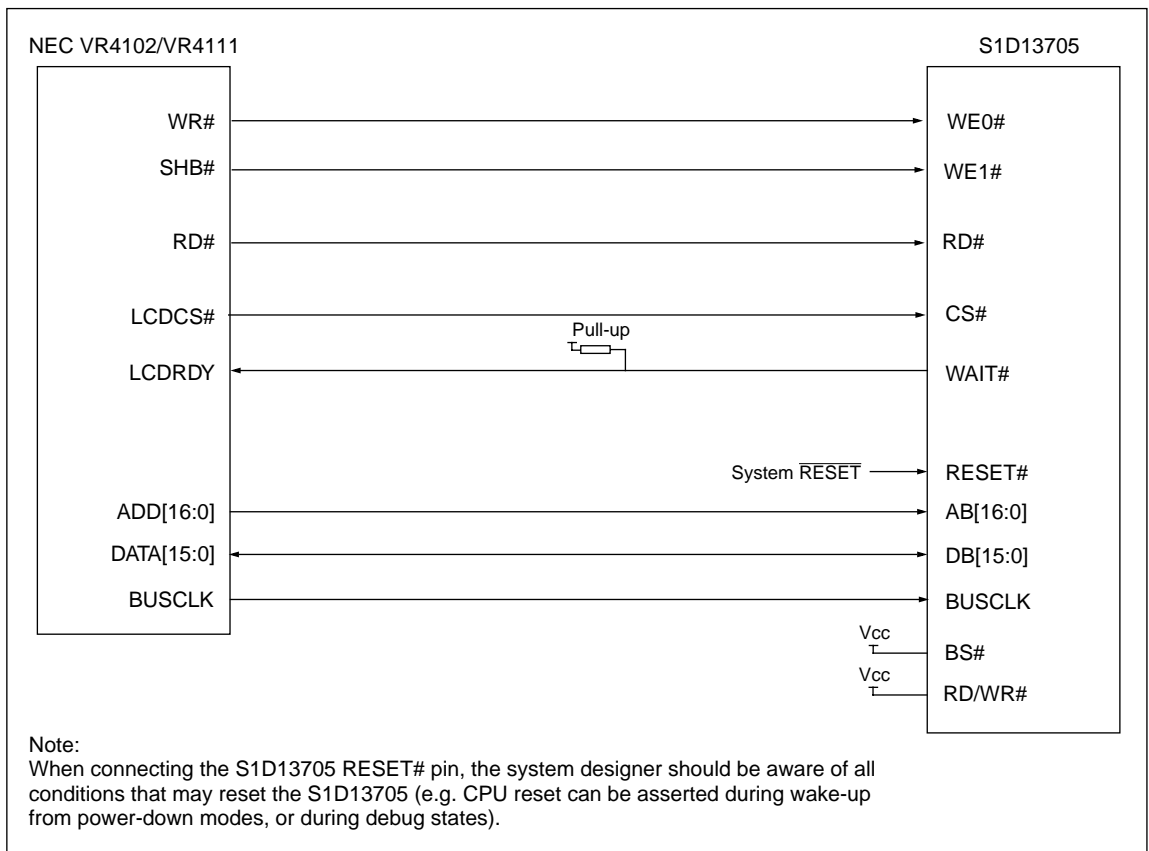 NEC VR4102/VR4111
S1D13705
WR#
WE0#
SHB#
WE1#
RD#
RD#
LCDCS#
CS#
Pull-up
LCDRDY
WAIT#
System RESET
RESET#
ADD[16:0]
AB[16:0]
DATA[15:0]
DB[15:0]
BUSCLK
BUSCLK
Vcc
BS#
Vcc
RD/WR#
Note:
When connecting the S1D13705 RESET# pin, the system designer should be aware of all
conditions that may reset the S1D13705 (e.g. CPU reset can be asserted during wake-up
from power-down modes, or during debug states).